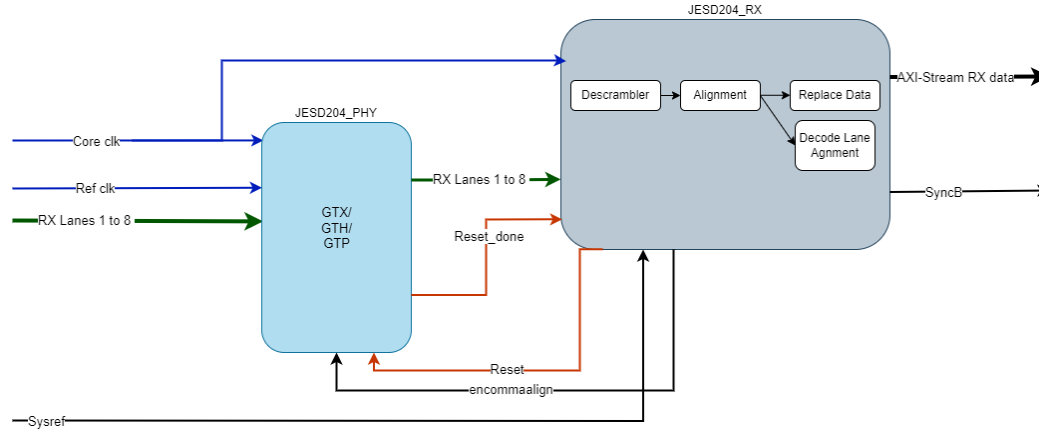 JESD204_RX
AXI-Stream RX data
Descrambler
Alignment
Replace Data
JESD204_PHY
Core clk
Decode Lane
Agnment
RX Lanes 1 to 8
Ref clk
SyncB
RX Lanes 1 to 8
GTX/
GTH/
GTP
Reset_done
Reset
encommaalign
Sysref